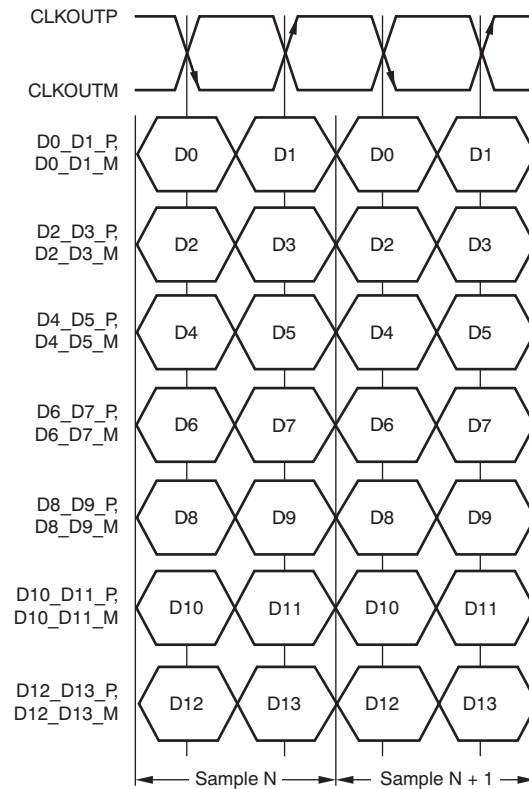 CLKOUTP
CLKOUTM
D0_D1_P,
D0_D1_M
D0 D1 D0 D1
D2_D3_P,
D2_D3_M
D2 D3 D2 D3
D4_D5_P,
D4_D5_M
D4 D5 D4 D5
D6_D7_P,
D6_D7_M
D6 D7 D6 D7
D8_D9_P,
D8_D9_M
D8 D9 D8 D9
D10_D11_P,
D10_D11_M
D10 D11 D10 D11
D12_D13_P,
D12_D13_M
D12 D13 D12 D13
Sample N Sample N + 1